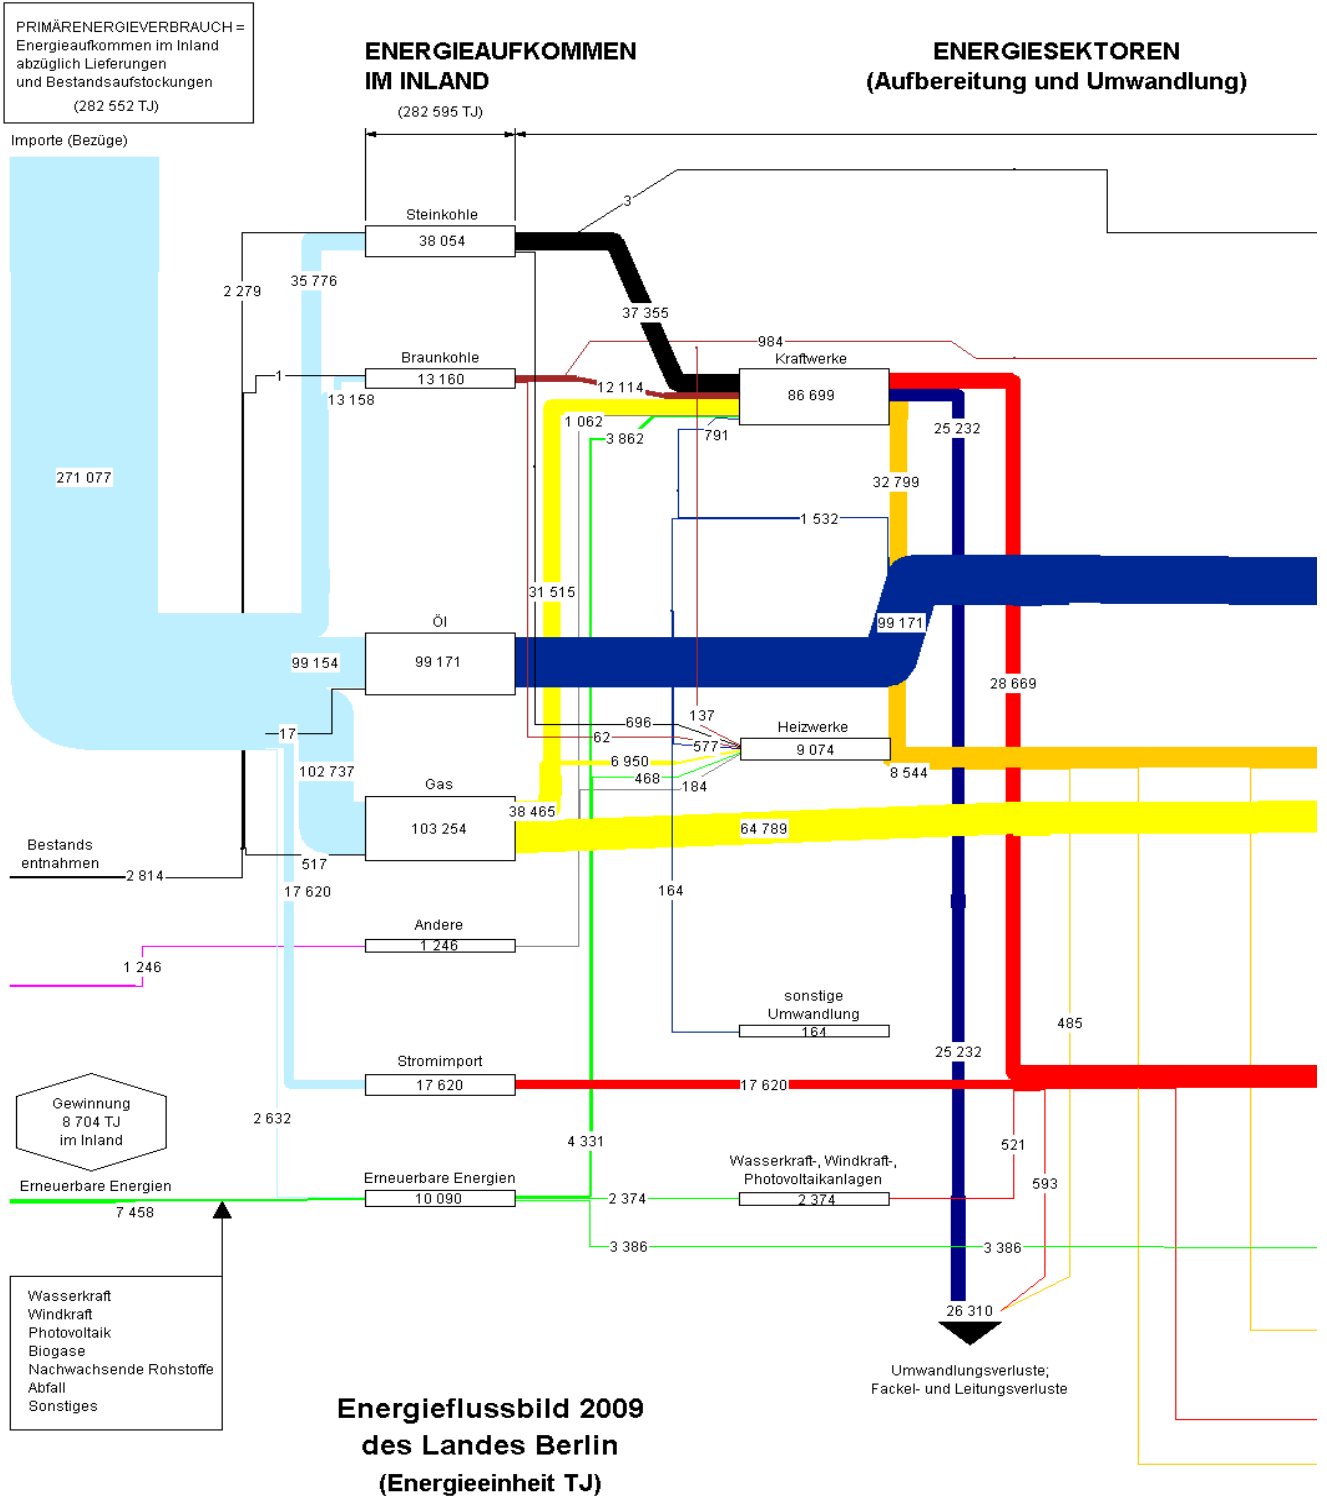 PRIMÄRENERGIEVERBRAUCH =
Energieaufkommen im Inland
abzüglich Lieferungen
und Bestandsaufstockungen
(282 552 TJ)
ENERGIEAUFKOMMEN
IM INLAND
(282 595 TJ)
ENERGIESEKTOREN
(Aufbereitung und Umwandlung)
Importe (Bezüge)
3
Steinkohle
38 054
2 279
35 776
37 355
984
Braunkohle
13 160
1
13 158
12 114
Kraftwerke
86 699
1 062
3 862
791
25 232
271 077
32 799
1 532
31 515
Öl
99 171
99 154
99 171
28 669
17
696
137
62
577
Heizwerke
9 074
102 737
6 950
468
184
8 544
Gas
103 254
38 465
64 789
Bestands
entnahmen
2 814
517
17 620
164
Andere
1 246
1 246
sonstige
Umwandlung
164
485
25 232
Stromimport
17 620
17 620
Gewinnung
8 704 TJ
im Inland
2 632
4 331
521
Wasserkraft-, Windkraft-,
Photovoltaikanlagen
2 374
Erneuerbare Energien
7 458
Erneuerbare Energien
10 090
2 374
593
3 386
3 386
Wasserkraft
Windkraft
Photovoltaik
Biogase
Nachwachsende Rohstoffe
Abfall
Sonstiges
26 310
Umwandlungsverluste;
Fackel- und Leitungsverluste
Energieflussbild 2009
des Landes Berlin
(Energieeinheit TJ)